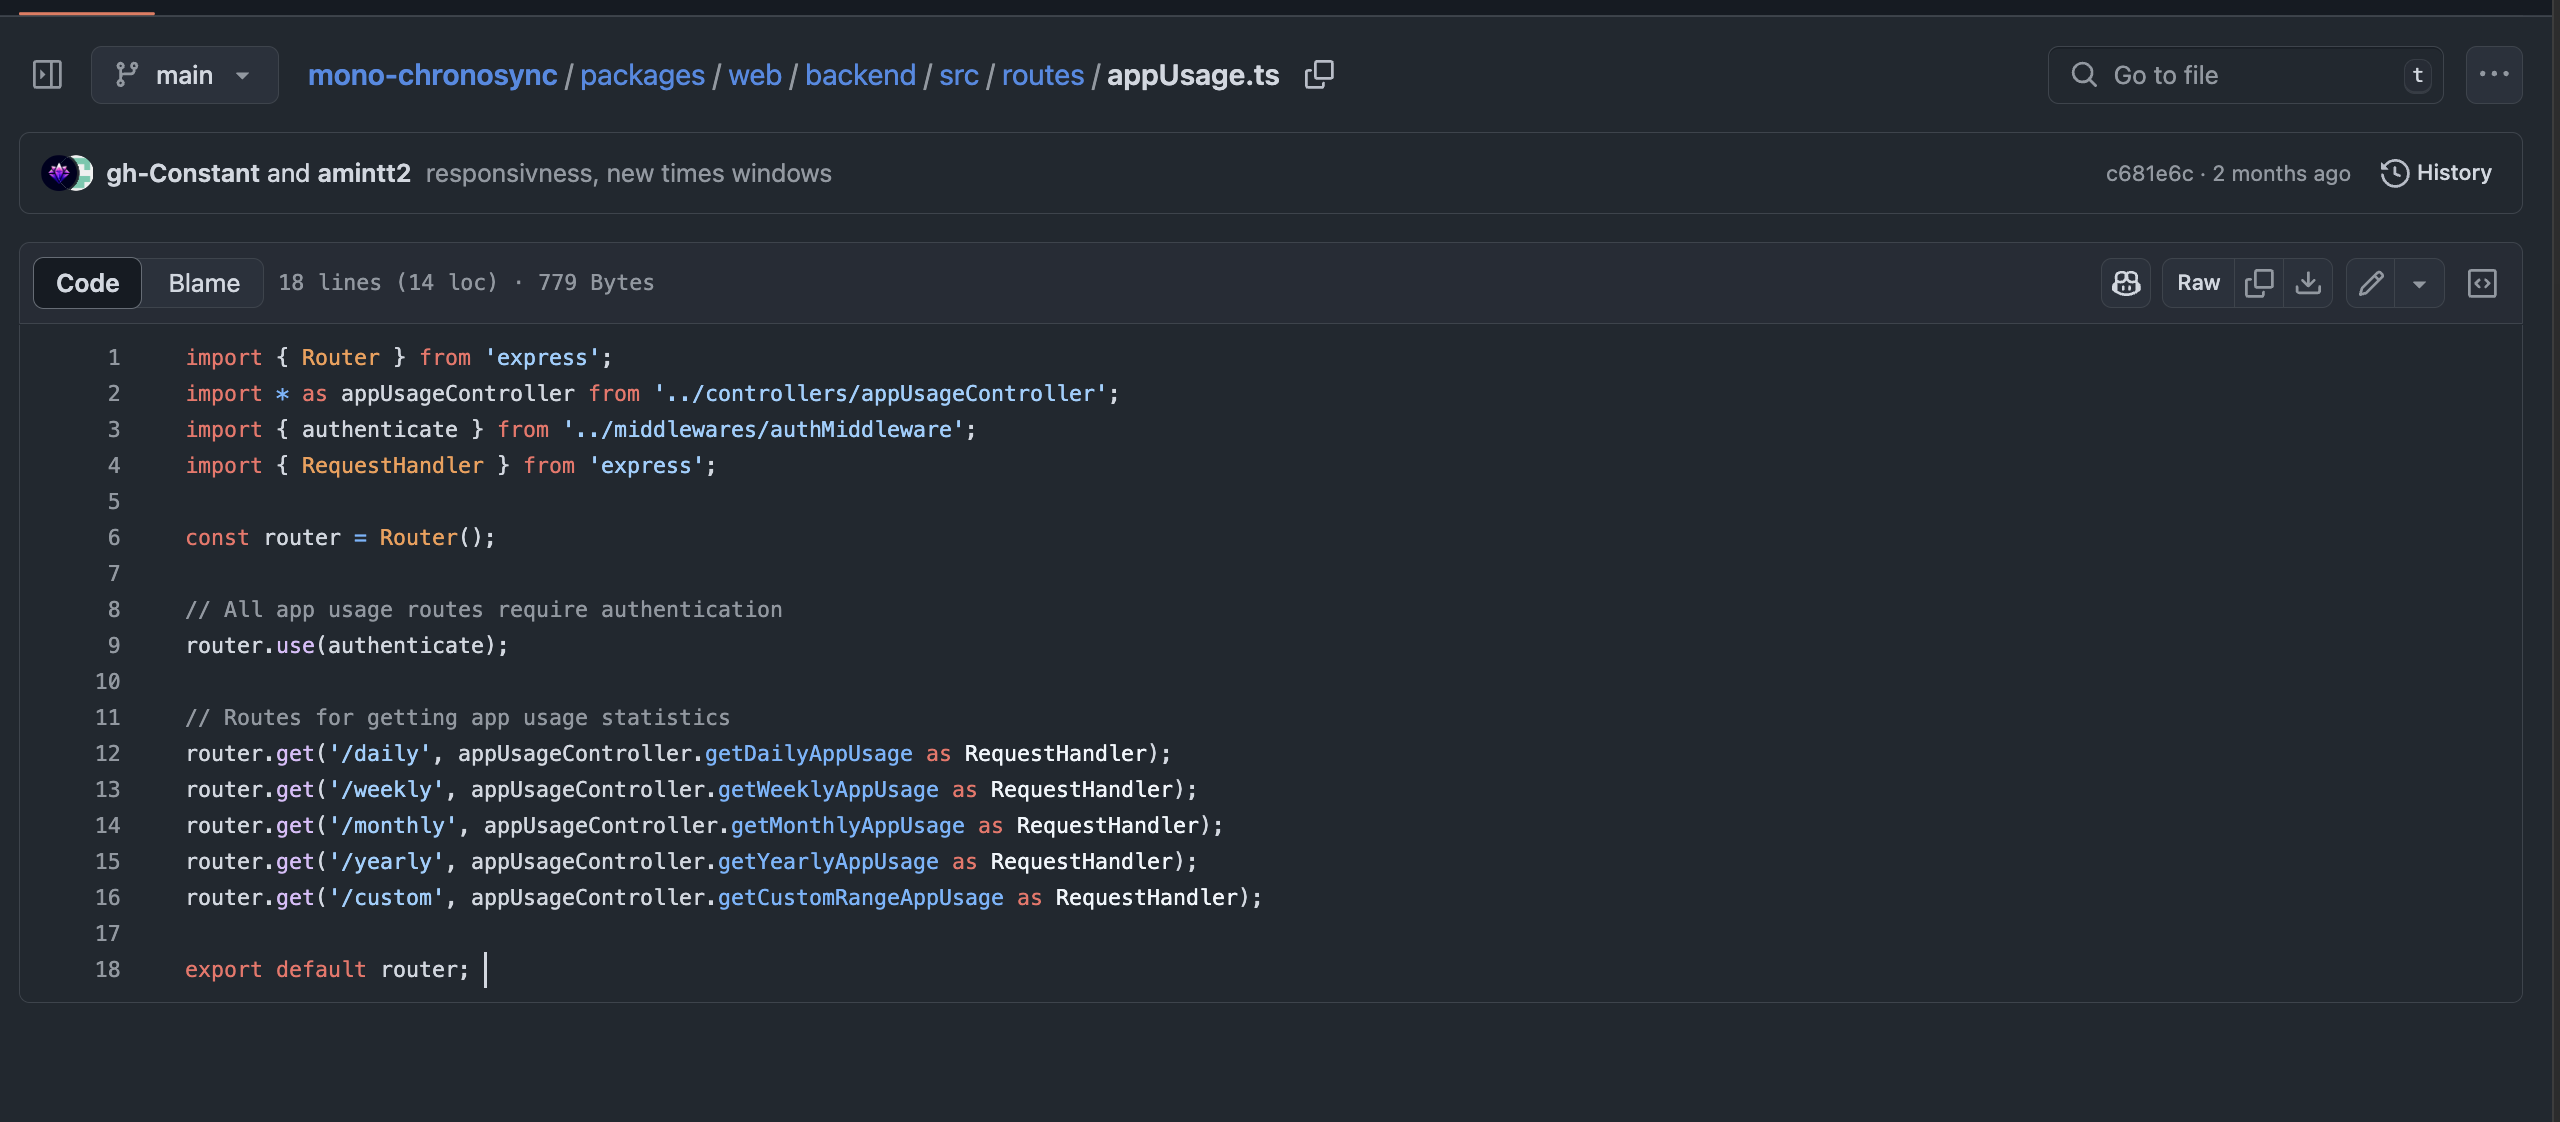 main
mono-chronosync / packages / web / backend / src / routes / appUsage.ts
Go to file
t
gh-Constant and amintt2 responsivness, new times windows
c681e6c · 2 months ago
History
Code
Blame
18 lines (14 loc) · 779 Bytes
Raw
1 import { Router } from 'express';
2 import * as appUsageController from '../controllers/appUsageController';
3 import { authenticate } from '../middlewares/authMiddleware';
4 import { RequestHandler } from 'express';
5
6 const router = Router();
7
8 // All app usage routes require authentication
9 router.use(authenticate);
10
11 // Routes for getting app usage statistics
12 router.get('/daily', appUsageController.getDailyAppUsage as RequestHandler);
13 router.get('/weekly', appUsageController.getWeeklyAppUsage as RequestHandler);
14 router.get('/monthly', appUsageController.getMonthlyAppUsage as RequestHandler);
15 router.get('/yearly', appUsageController.getYearlyAppUsage as RequestHandler);
16 router.get('/custom', appUsageController.getCustomRangeAppUsage as RequestHandler);
17
18 export default router;